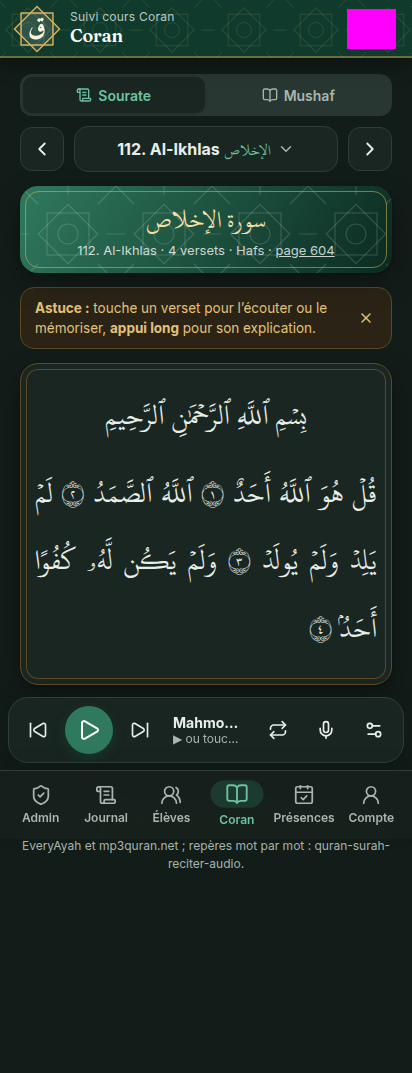 ق
Suivi cours Coran
Coran
Sourate
Mushaf
112. Al-Ikhlas الإخلاص
سورة الإخلاص
112. Al-Ikhlas · 4 versets · Hafs · page 604
Astuce : touche un verset pour l’écouter ou le
mémoriser, appui long pour son explication.
بِسْمِ ٱللَّهِ ٱلرَّحْمَٰنِ ٱلرَّحِيمِ
قُلْ هُوَ ٱللَّهُ أَحَدٌ ١ ٱللَّهُ ٱلصَّمَدُ ٢ لَمْ
يَلِدْ وَلَمْ يُولَدْ ٣ وَلَمْ يَكُن لَّهُۥ كُفُوًا
أَحَدُۢ ٤
Mahmo...
▶ ou touc...
Admin
Journal
Élèves
Coran
Présences
Compte
EveryAyah et mp3quran.net ; repères mot par mot : quran-surah-
reciter-audio.